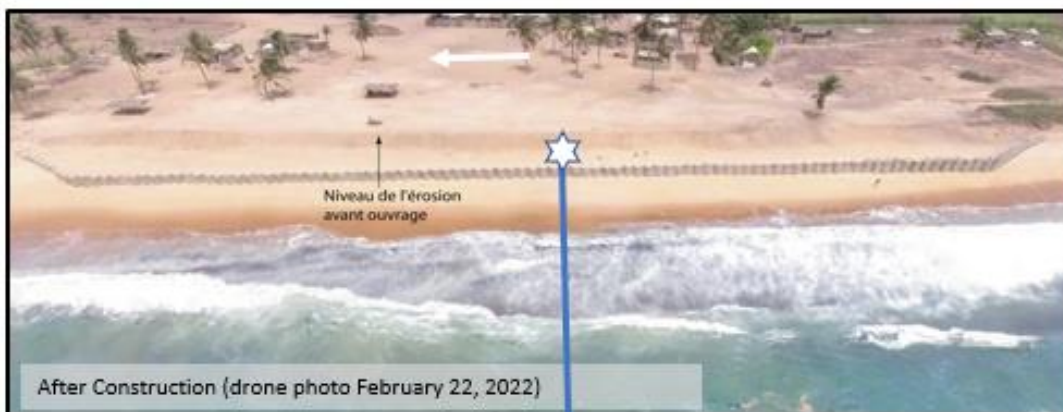 Niveau de l'érosion
avant ouvrage
After Construction (drone photo February 22, 2022)